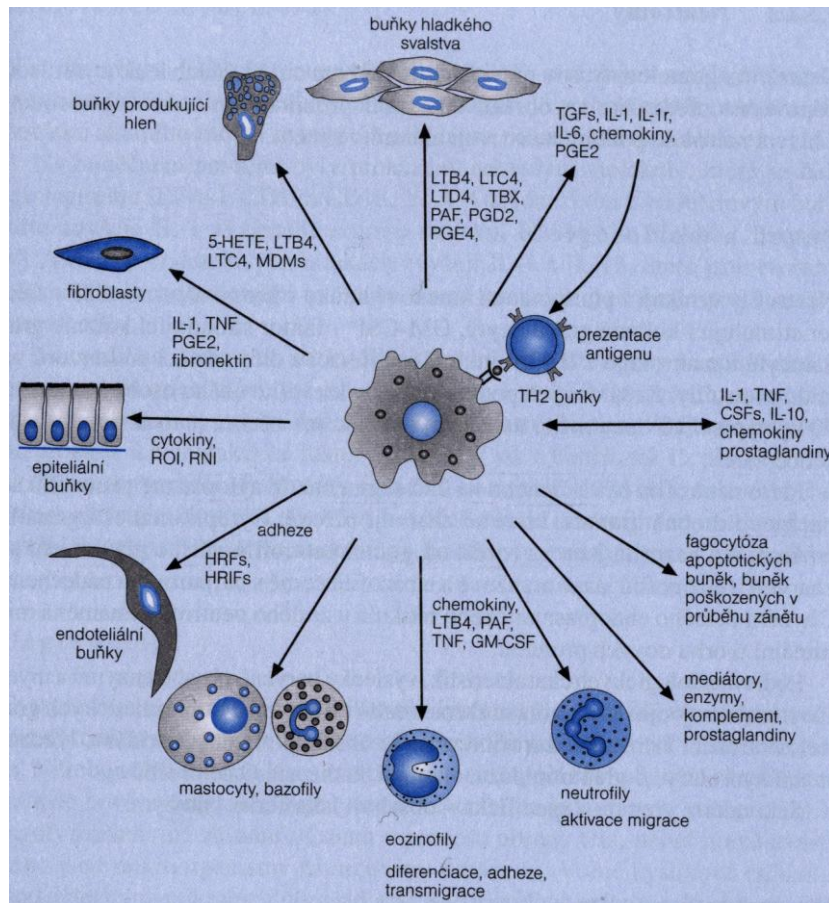 buňky hladkého
svalstva
buňky produkující
hlen
TGFs, IL-1, IL-1r,
IL-6, chemokiny,
PGE2
LTB4, LTC4,
LTD4, TBX,
PAF, PGD2,
PGE4,
5-HETE, LTB4,
LTC4, MDMs
fibroblasty
IL-1, TNF
PGE2,
fibronektin
prezentace
antigenu
TH2 buňky
IL-1, TNF,
CSFs, IL-10,
chemokiny
prostaglandiny
cytokiny,
ROI, RNI
epiteliální
buňky
adheze
HRFS,
HRIFs
endoteliální
buňky
chemokiny,
LTB4, PAF,
TNF, GM-CSF
fagocytóza
apoptotických
buněk, buněk
poškozených v
průběhu zánětu
mediátory,
enzymy,
komplement,
prostaglandiny
mastocyty, bazofily
neutrofily
aktivace migrace
eozinofily
diferenciace, adheze,
transmigrace